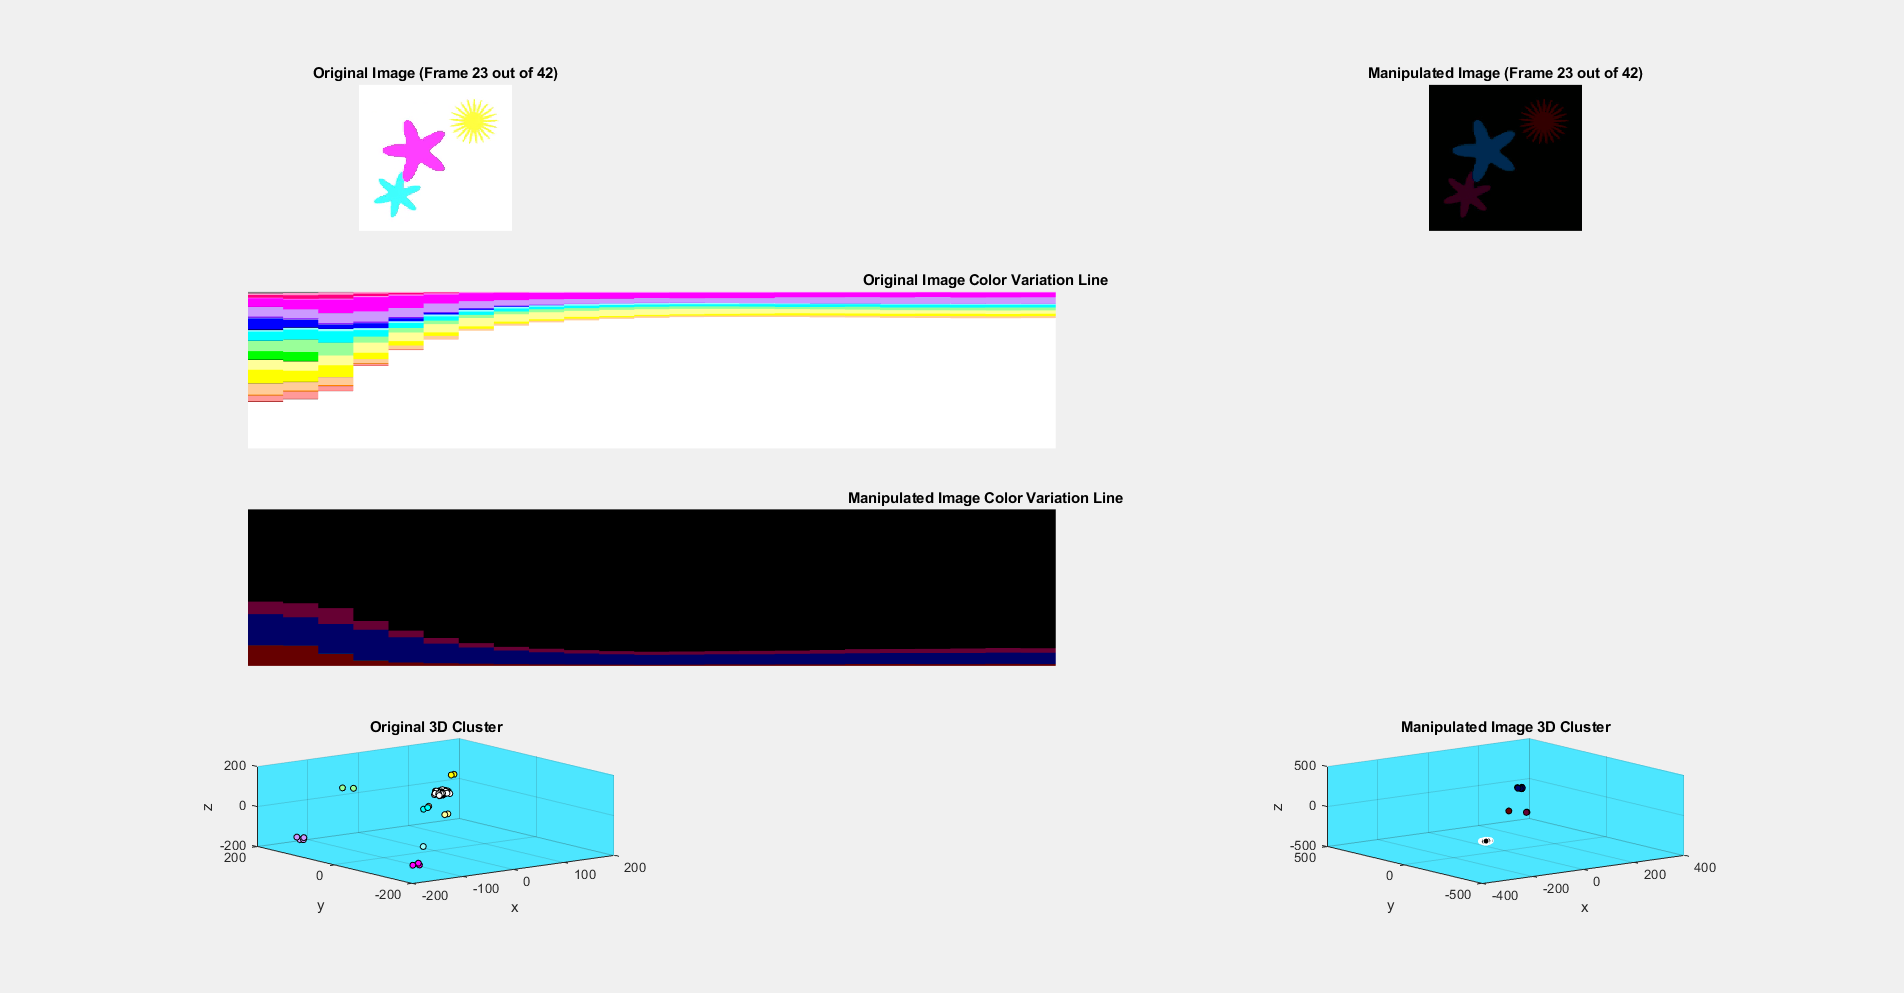 Original Image (Frame 23 out of 42)
Manipulated Image (Frame 23 out of 42)
Original Image Color Variation Line
Manipulated Image Color Variation Line
Original 3D Cluster
200
0
-200
z
200
0
-200
y
-200
-100
0
100
200
x
Manipulated Image 3D Cluster
500
0
-500
z
500
0
-500
y
-400
-200
0
200
400
x